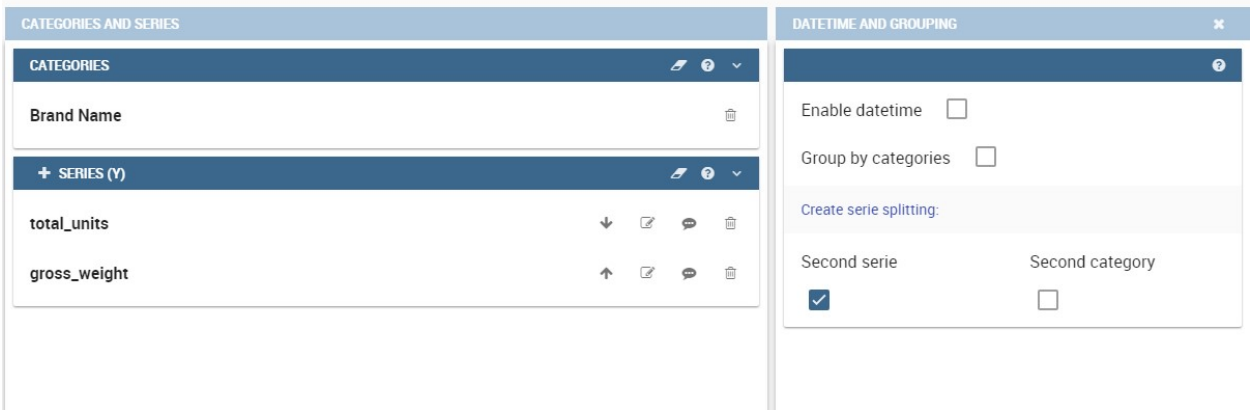 CATEGORIES AND SERIES
CATEGORIES
Brand Name
SERIES (Y)
total_units
gross_weight
DATETIME AND GROUPING
Enable datetime
Group by categories
Create serie splitting:
Second serie Second category